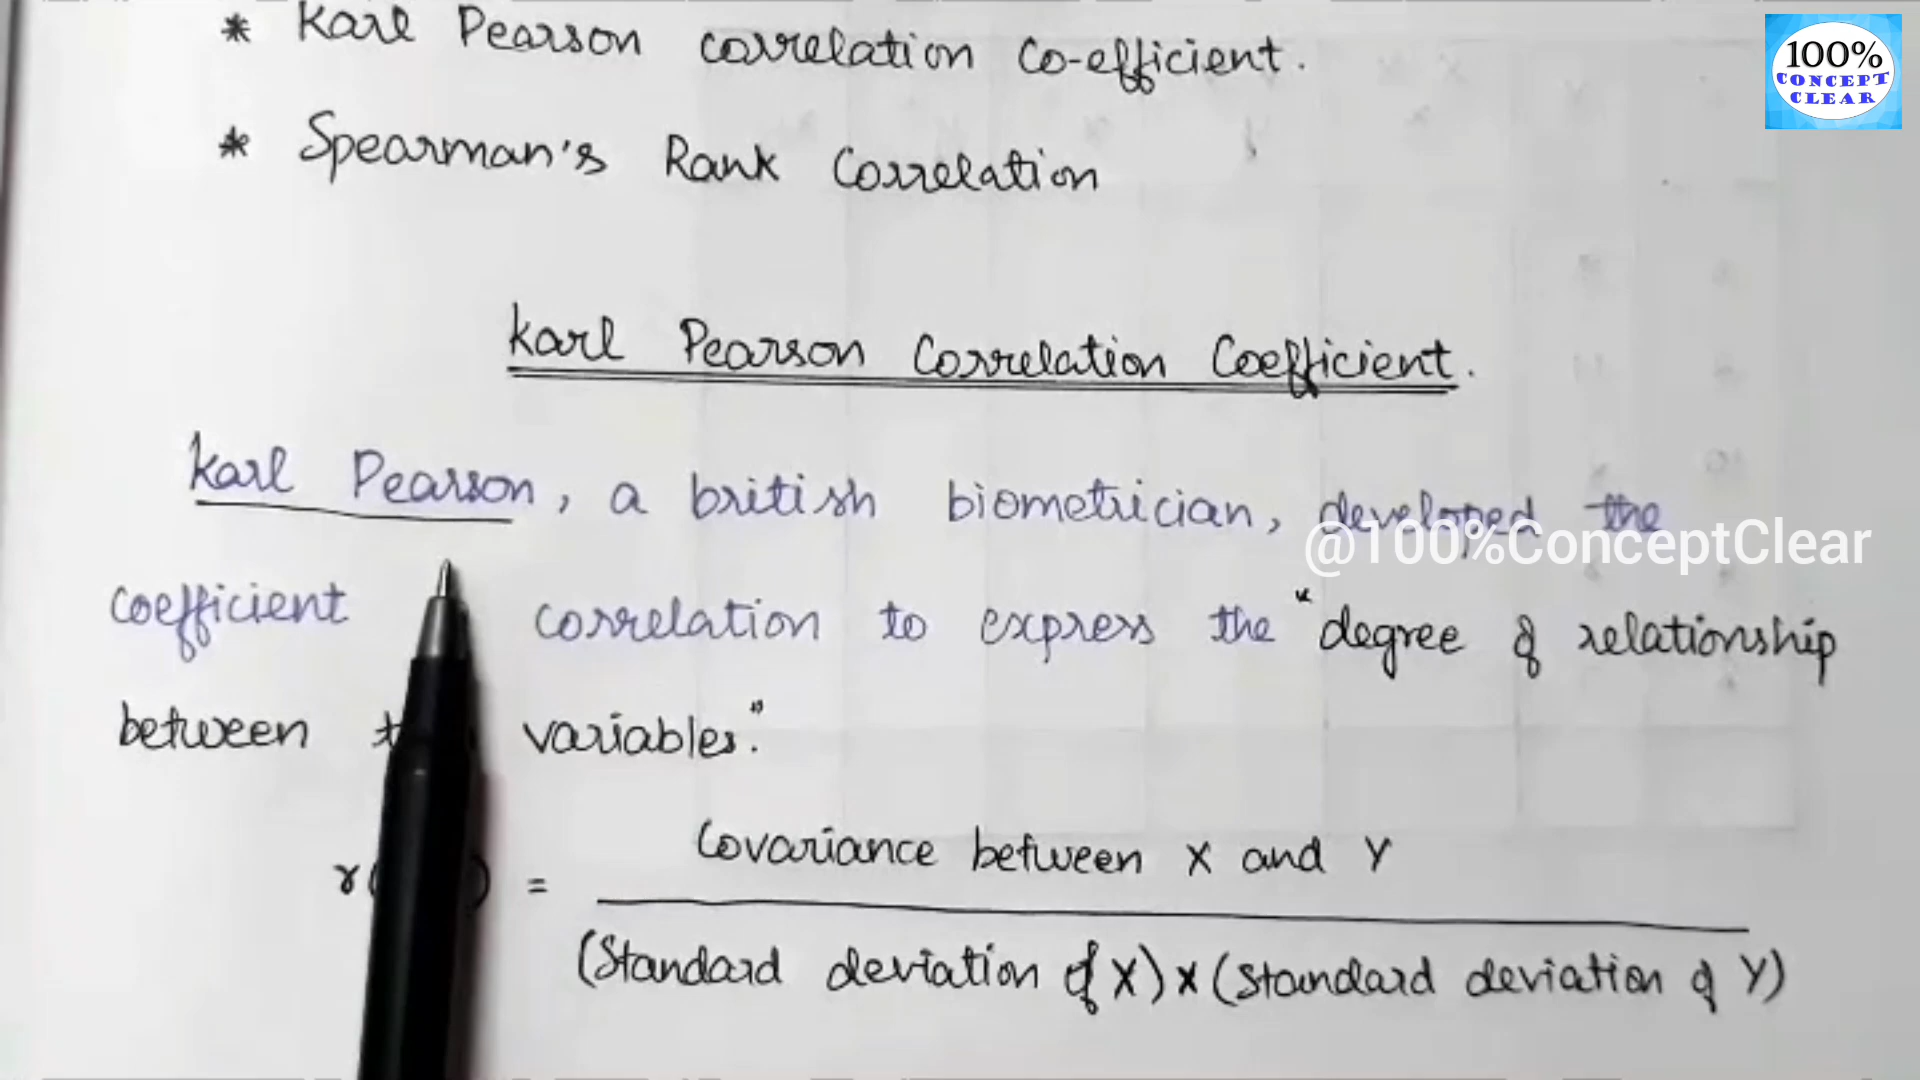 * Karl Pearson correlation Co-efficient.
* Spearman's Rank Correlation
100%
CONCEPT
CLEAR
Karl Pearson Correlation Coefficient.
Karl Pearson, a british biometrician, developed the
@100%ConceptClear
coefficient correlation to express the "degree of relationship
between variables."
r( ) =
Covariance between X and Y
(Standard deviation of X) x (Standard deviation of Y)